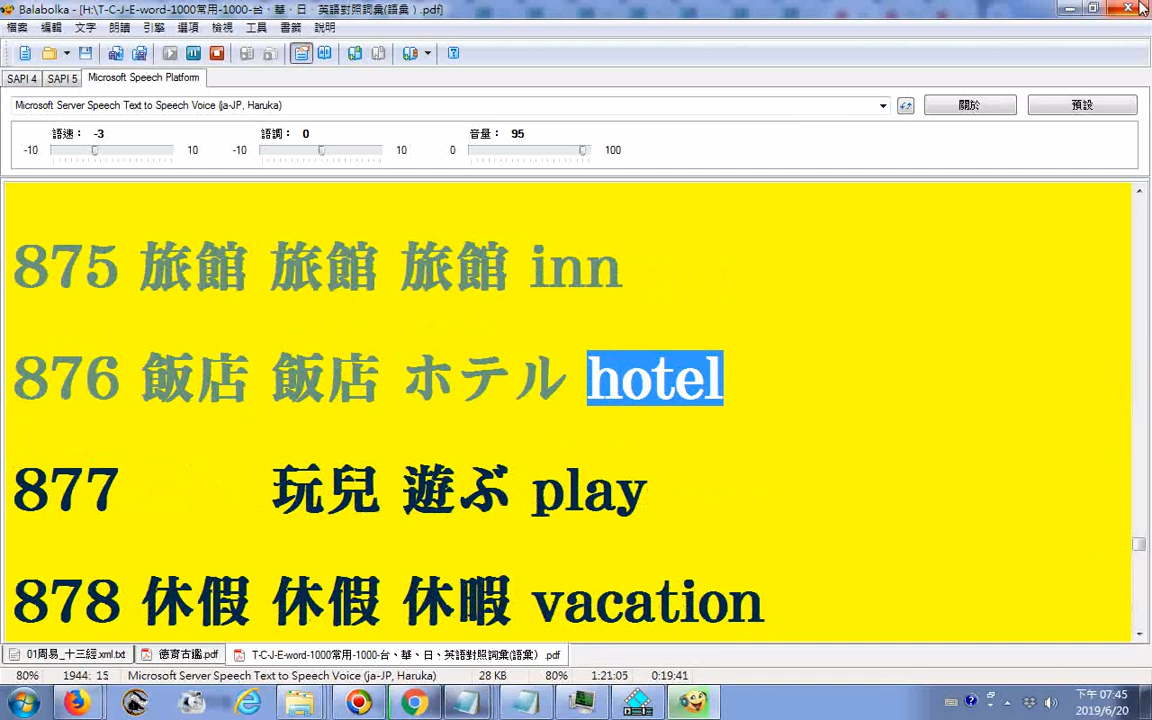 Balabolka - [H:\T-C-J-E-word-1000常用-1000-台、華、日、英語對照詞彙(語彙）.pdf]
檔案 編輯 文字 朗讀 引擎 選項 檢視 工具 書籤 說明
SAPI 4 SAPI 5 Microsoft Speech Platform
Microsoft Server Speech Text to Speech Voice (ja-JP, Haruka) 關於 預設
語速： -3 語調： 0 音量： 95
-10 10 -10 10 0 100
875 旅館 旅館 旅館 inn
876 飯店 飯店 ホテル hotel
877 玩兒 遊ぶ play
878 休假 休假 休暇 vacation
01周易_十三經.xml.txt 德育古鑑.pdf T-C-J-E-word-1000常用-1000-台、華、日、英語對照詞彙(語彙）.pdf
80% 1944: 15 Microsoft Server Speech Text to Speech Voice (ja-JP, Haruka) 28 KB 80% 1:21:05 0:19:41
下午 07:45
2019/6/20